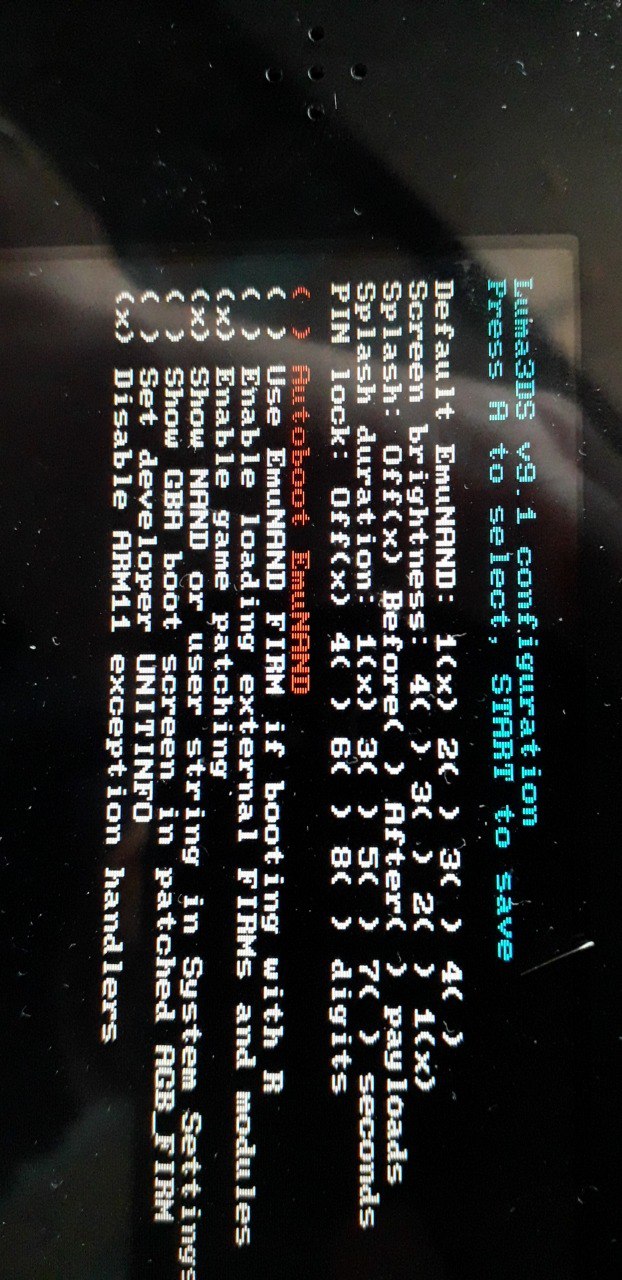 Luma3DS v9.1 configuration
Press A to select, START to save
Default EmuNAND: 1(x) 2( ) 3( ) 4( )
Screen brightness: 4( ) 3( ) 2( ) 1(x)
Splash: Off(x) Before( ) After( ) payloads
Splash duration: 1(x) 3( ) 5( ) 7( ) seconds
PIN lock: Off(x) 4( ) 6( ) 8( ) digits
( ) Autoboot EmuNAND
( ) Use EmuNAND FIRM if booting with R
( ) Enable loading external FIRMs and modules
(x) Enable game patching
(x) Show NAND or user string in System Settings
( ) Show GBA boot screen in patched AGB_FIRM
( ) Set developer UNITINFO
(x) Disable ARM11 exception handlers